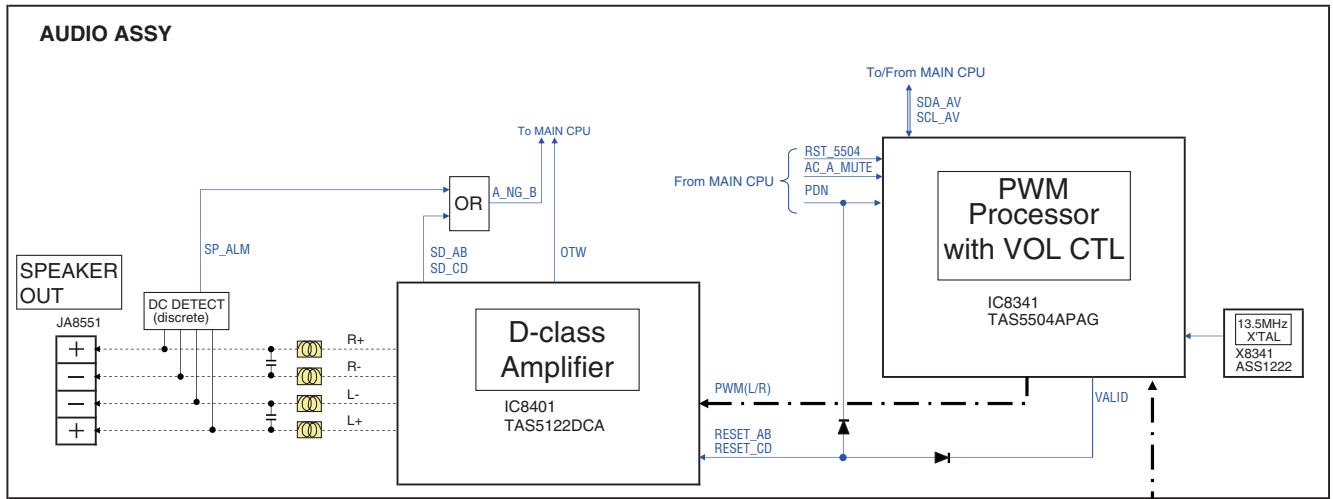 AUDIO ASSY
To/From MAIN CPU
SDA_AV
SCL_AV
To MAIN CPU
RST_5504
AC_A_MUTE
PDN
From MAIN CPU
OR
A_NG_B
PWM
Processor
with VOL CTL
IC8341
TAS5504APAG
SP_ALM
SD_AB
SD_CD
OTW
SPEAKER
OUT
JA8551
DC DETECT
(discrete)
+
−
−
+
R+
R-
L-
L+
D-class
Amplifier
IC8401
TAS5122DCA
13.5MHz
X'TAL
X8341
ASS1222
PWM(L/R)
VALID
RESET_AB
RESET_CD